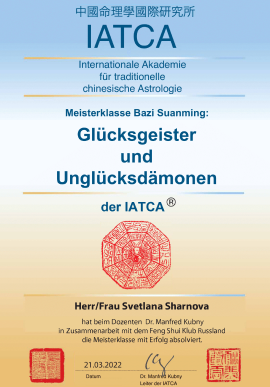 中國命理學國際研究所
IATCA
Internationale Akademie
für traditionelle
chinesische Astrologie
Meisterklasse Bazi Suanming:
Glücksgeister
und
Unglücksdämonen
der IATCA®
Herr/Frau Svetlana Sharnova
hat beim Dozenten Dr. Manfred Kubny
in Zusammenarbeit mit dem Feng Shui Klub Russland
die Meisterklasse mit Erfolg absolviert.
21.03.2022
Datum Dr. Manfred Kubny
Leiter der IATCA